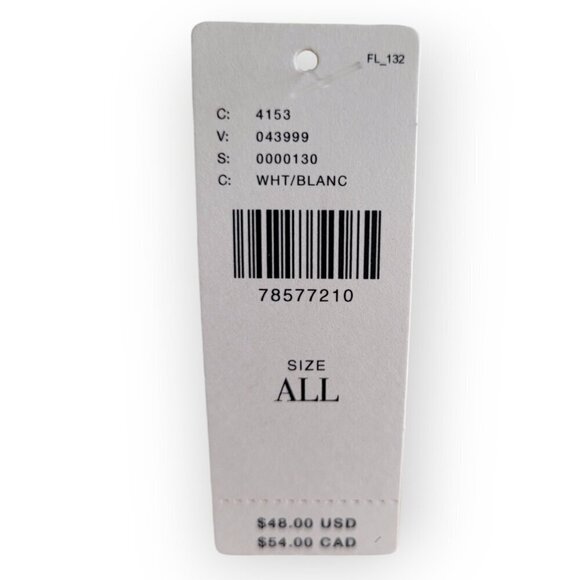 FL_132
C: 4153
V: 043999
S: 0000130
C: WHT/BLANC
78577210
SIZE
ALL
$48.00 USD
$54.00 CAD